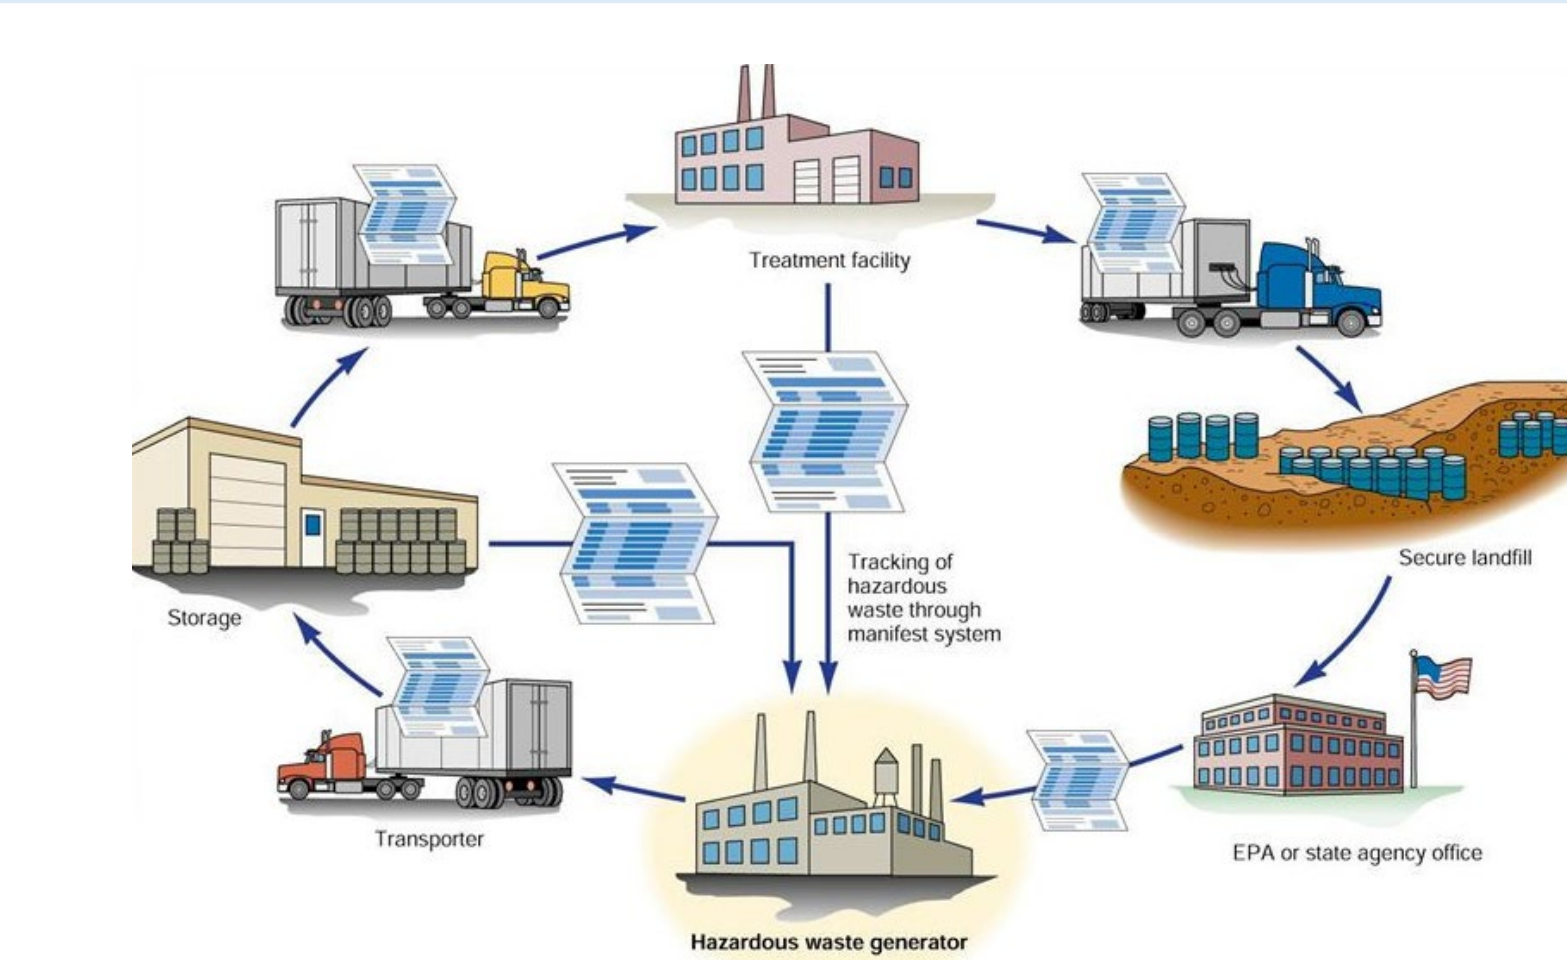 Treatment facility
Tracking of
hazardous
waste through
manifest system
Secure landfill
Storage
Transporter
EPA or state agency office
Hazardous waste generator